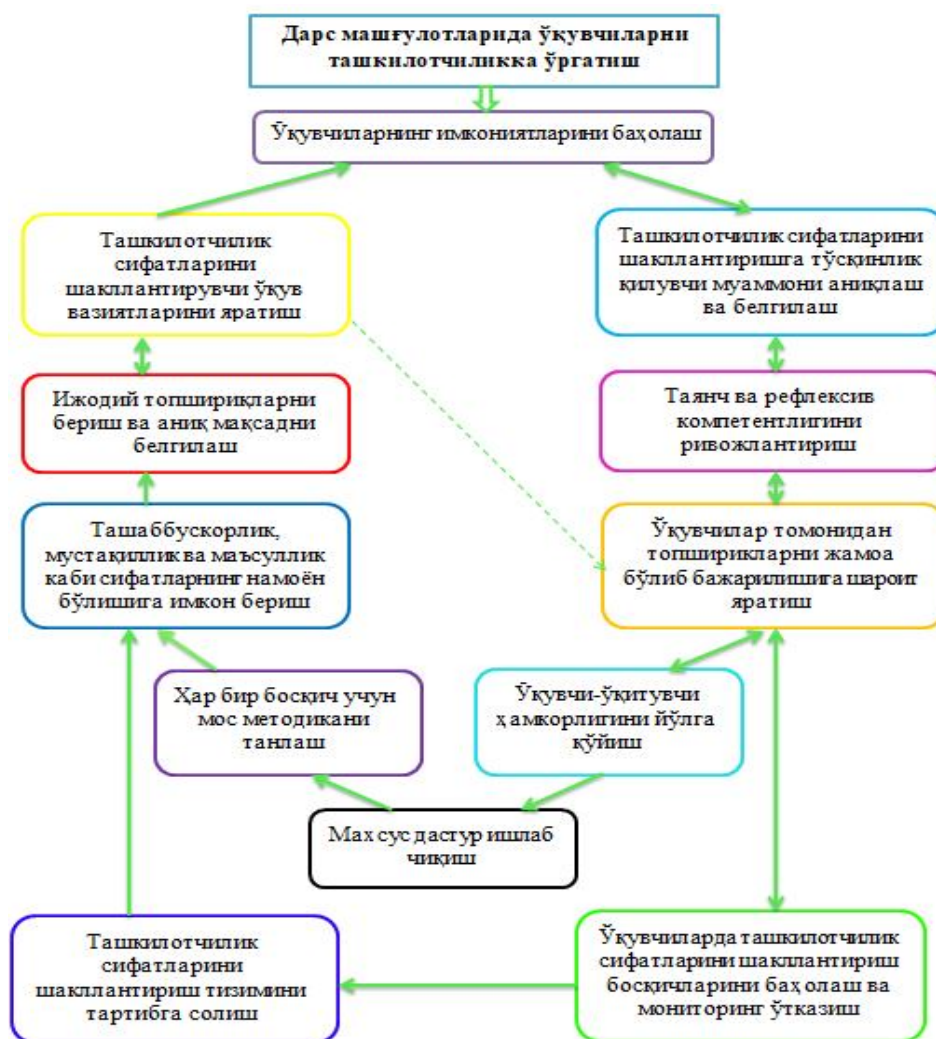 Дарс машғулотларида ўқувчиларни
ташкилотчиликка ўргатиш
Ўқувчиларнинг имкониятларини баҳолаш
Ташкилотчилик
сифатларини
шакллантирувчи ўқув
вазиятларини яратиш
Ташкилотчилик сифатларини
шакллантиришга тўсқинлик
қилувчи муаммони аниқлаш
ва белгилаш
Ижодий топшириқларни
бериш ва аниқ мақсадни
белгилаш
Таянч ва рефлексив
компетентлигини
ривожлантириш
Ташаббускорлик,
мустақиллик ва маъсуллик
каби сифатларнинг намоён
бўлишига имкон бериш
Ўқувчилар томонидан
топширикларни жамоа
бўлиб бажарилишига шароит
яратиш
Ҳар бир босқич учун
мос методикани
танлаш
Ўқувчи-ўқитувчи
ҳамкорлигини йўлга
қўйиш
Махсус дастур ишлаб
чиқиш
Ташкилотчилик
сифатларини
шакллантириш тизимини
тартибга солиш
Ўқувчиларда ташкилотчилик
сифатларини шакллантириш
босқичларини баҳолаш ва
мониторинг ўтказиш